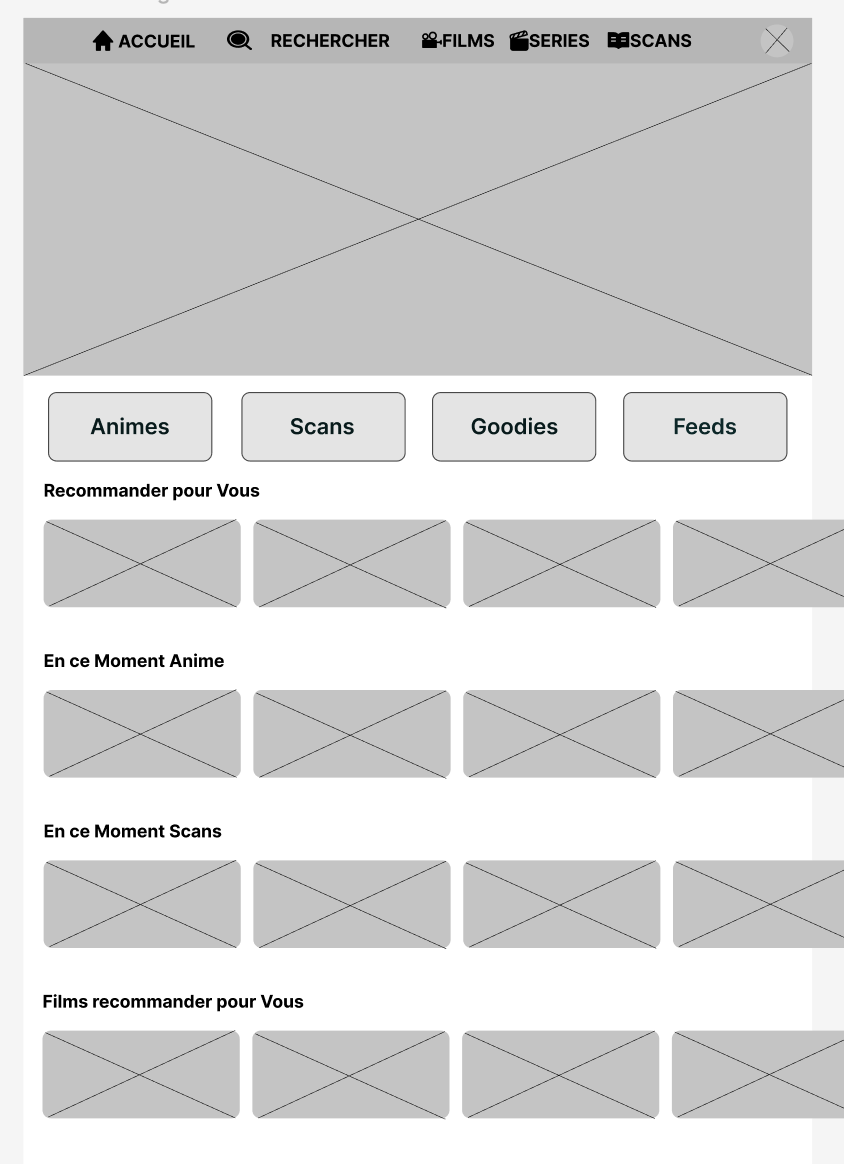 ACCUEIL RECHERCHER FILMS SERIES SCANS
Animes Scans Goodies Feeds
Recommander pour Vous
En ce Moment Anime
En ce Moment Scans
Films recommander pour Vous